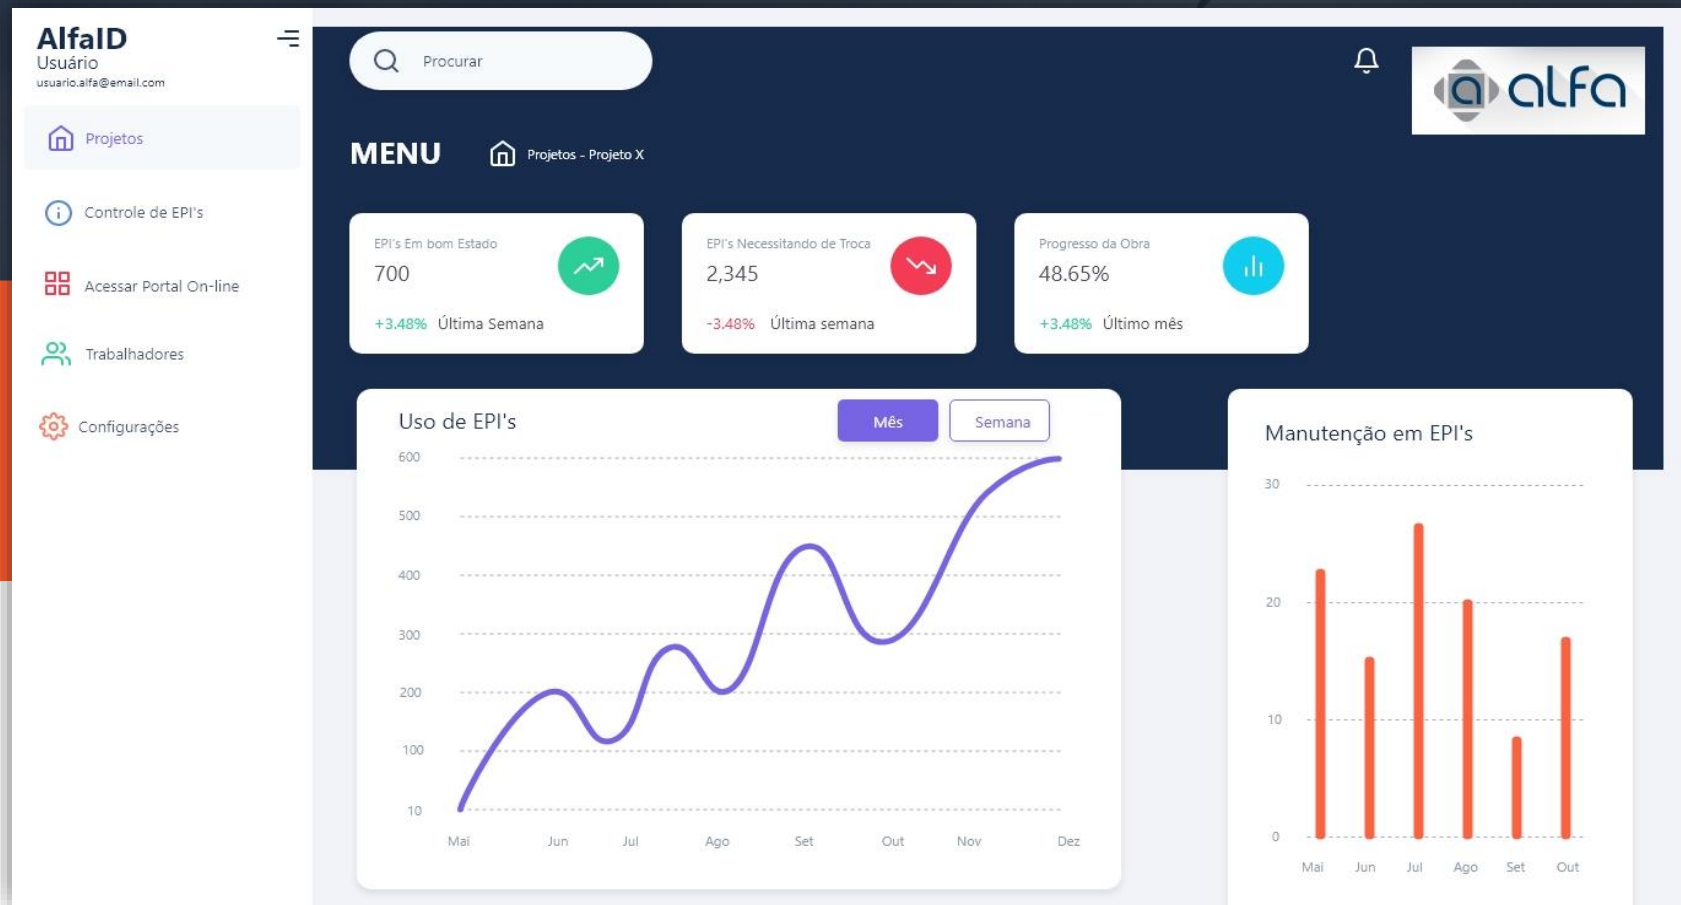 AlfaID
Usuário
usuario.alfa@email.com
Projetos
Controle de EPI's
Acessar Portal On-line
Trabalhadores
Configurações
Procurar
a alfa
MENU
Projetos - Projeto X
EPI's Em bom Estado
700
+3.48% Última Semana
EPI's Necessitando de Troca
2,345
-3.48% Última semana
Progresso da Obra
48.65%
+3.48% Último mês
Uso de EPI's
Mês
Semana
600
500
400
300
200
100
10
Mai Jun Jul Ago Set Out Nov Dez
Manutenção em EPI's
30
20
10
0
Mai Jun Jul Ago Set Out